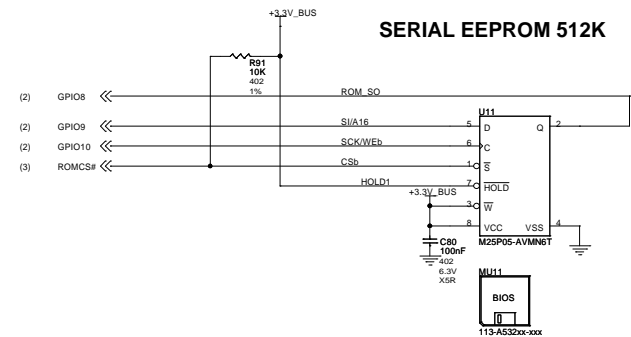 +3.3V_BUS
SERIAL EEPROM 512K
R91
10K
402
1%
(2) GPIO8 ROM_SO
U11
(2) GPIO9 SI/A16 5 D Q 2
(2) GPIO10 SCK/WEb 6 C
(3) ROMCS# CSb 1 S
HOLD1 7 HOLD
+3.3V_BUS
3 W
8 VCC VSS 4
M25P05-AVMN6T
C80
100nF
402
6.3V
X5R
MU11
BIOS
113-A532xx-xxx